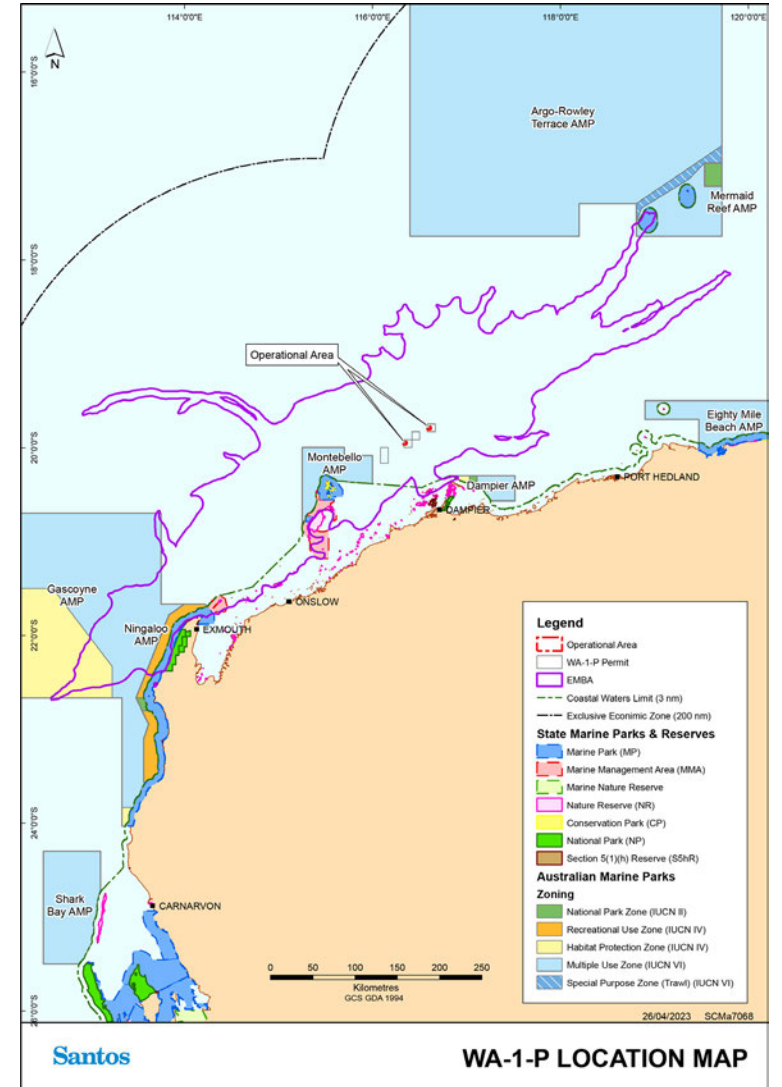 114°0'0"E
116°0'0"E
118°0'0"E
120°0'0"E
N
16°0'0"S
18°0'0"S
20°0'0"S
22°0'0"S
24°0'0"S
26°0'0"S
Argo-Rowley
Terrace AMP
Mermaid
Reef AMP
Operational Area
Eighty Mile
Beach AMP
Montebello
AMP
Dampier AMP
PORT HEDLAND
DAMPIER
Gascoyne
AMP
Ningaloo
AMP
ONSLOW
EXMOUTH
Shark
Bay AMP
CARNARVON
Legend
Operational Area
WA-1-P Permit
EMBA
Coastal Waters Limit (3 nm)
Exclusive Econimic Zone (200 nm)
State Marine Parks & Reserves
Marine Park (MP)
Marine Management Area (MMA)
Marine Nature Reserve
Nature Reserve (NR)
Conservation Park (CP)
National Park (NP)
Section 5(1)(h) Reserve (S5hR)
Australian Marine Parks
Zoning
National Park Zone (IUCN II)
Recreational Use Zone (IUCN IV)
Habitat Protection Zone (IUCN IV)
Multiple Use Zone (IUCN VI)
Special Purpose Zone (Trawl) (IUCN VI)
0 50 100 150 200 250
Kilometres
GCS GDA 1994
26/04/2023 SCMa7068
Santos
WA-1-P LOCATION MAP